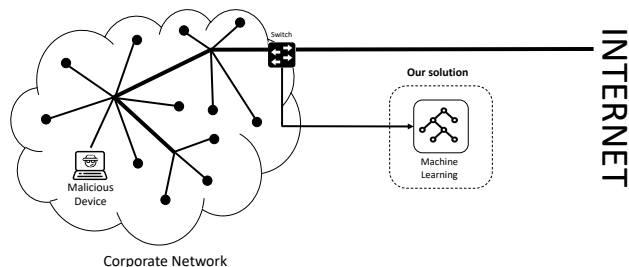 Switch
Our solution
INTERNET
Machine
Learning
Malicious
Device
Corporate Network